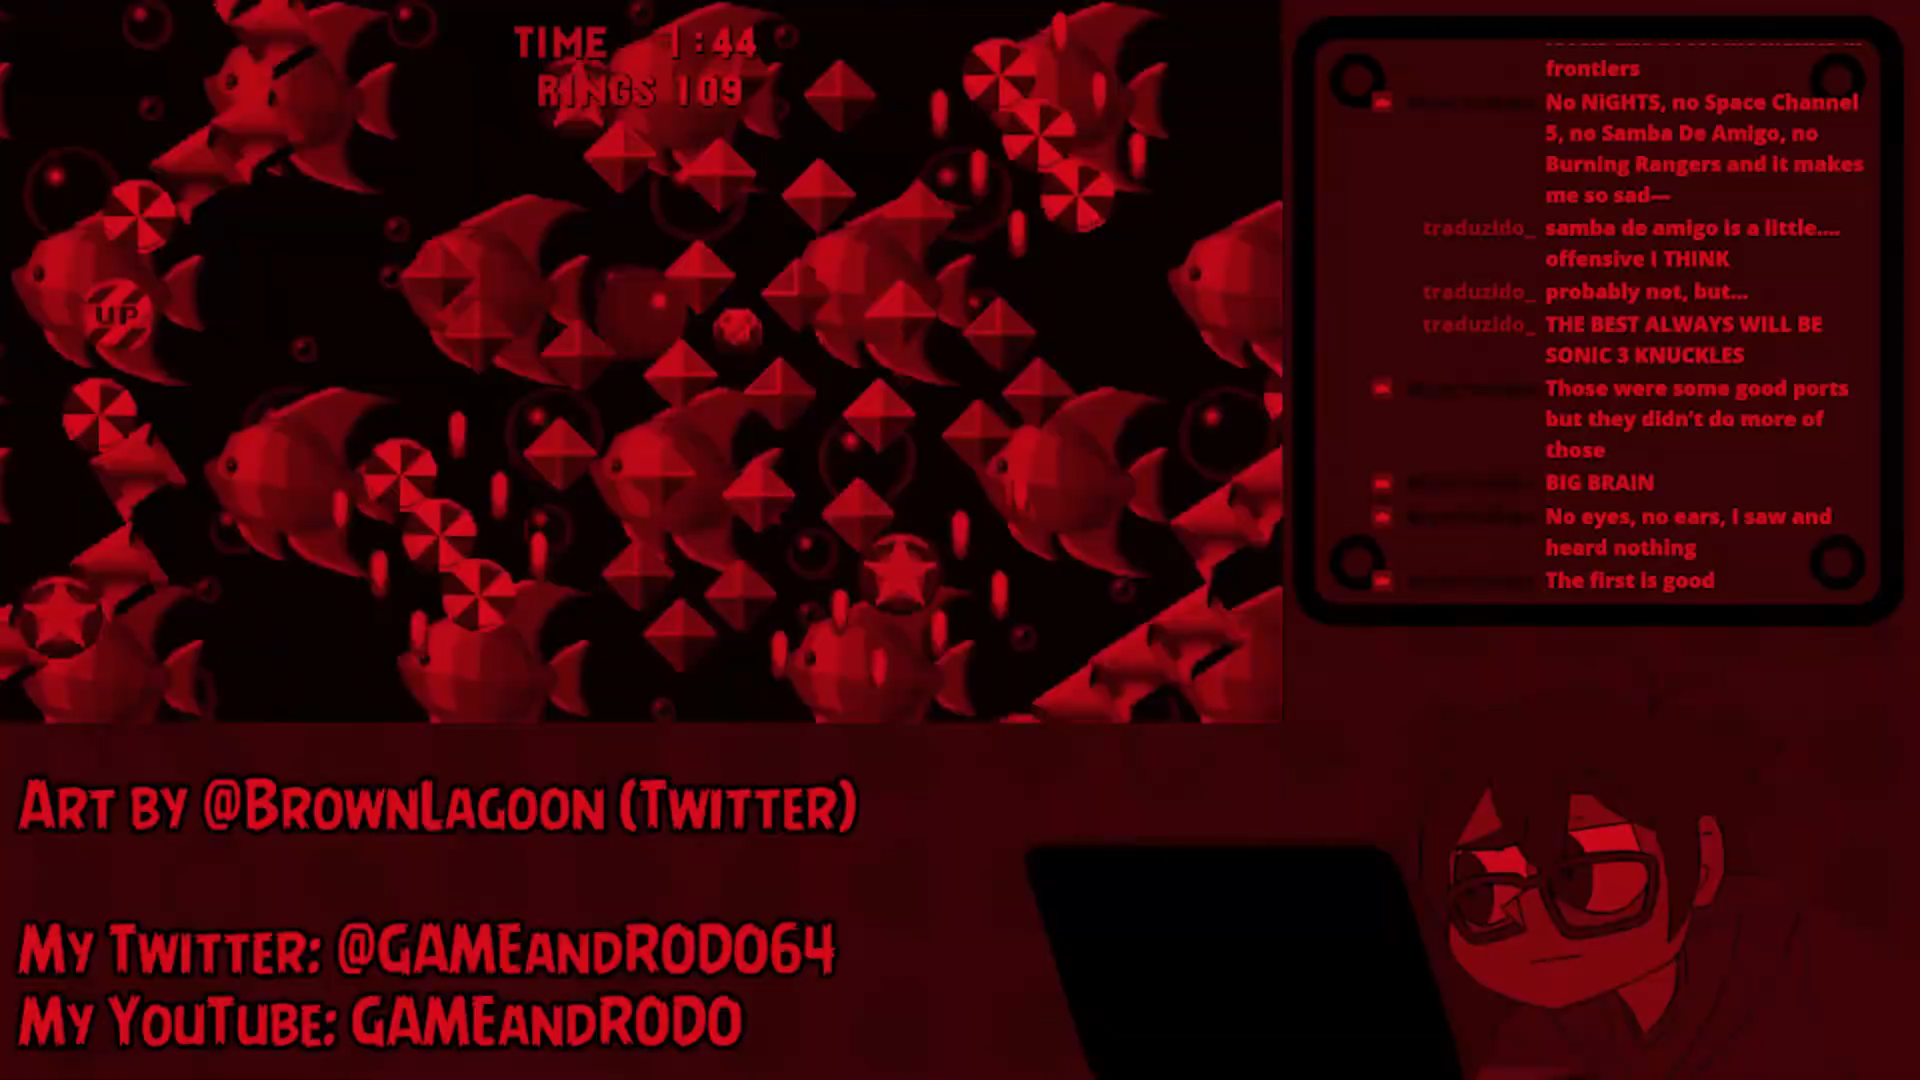 TIME 1:44
RINGS 109
UP
frontiers
No NiGHTS, no Space Channel
5, no Samba De Amigo, no
Burning Rangers and it makes
me so sad—
traduzido_ samba de amigo is a little....
offensive I THINK
traduzido_ probably not, but...
traduzido_ THE BEST ALWAYS WILL BE
SONIC 3 KNUCKLES
Those were some good ports
but they didn't do more of
those
BIG BRAIN
No eyes, no ears, I saw and
heard nothing
The first is good
ART BY @BROWNLAGOON (TWITTER)
MY TWITTER: @GAMEANDRODO64
MY YOUTUBE: GAMEANDRODO